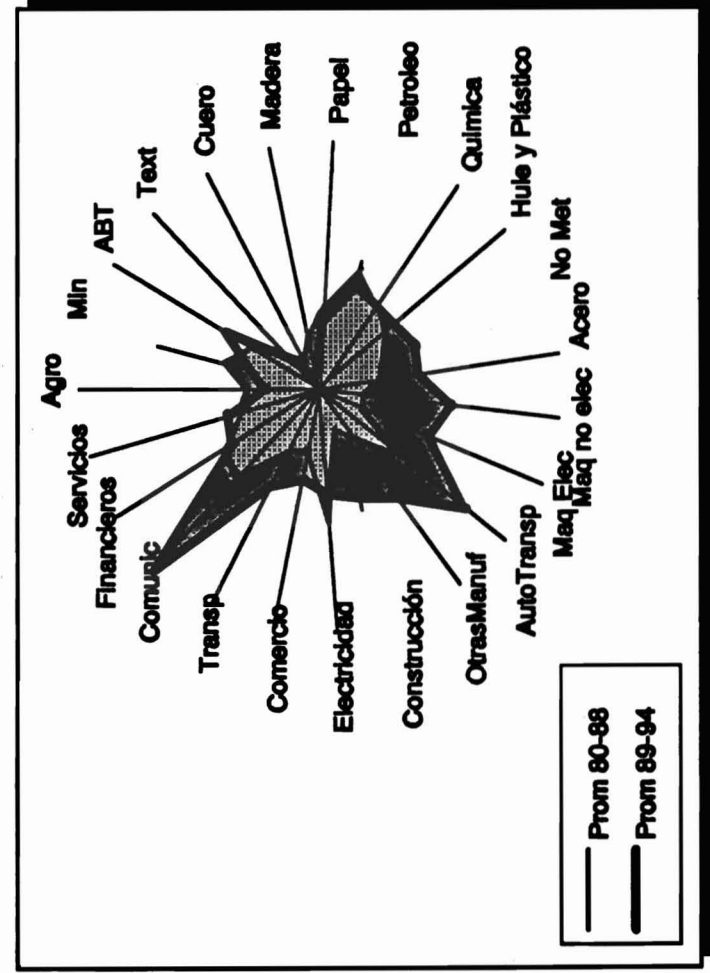 Agro
Min
ABT
Text
Cuero
Madera
Papel
Petroleo
Química
Hule y Plástico
No Met
Acero
Maq no elec
Maq Elec
AutoTransp
OtrasManuf
Construcción
Electricidad
Comercio
Transp
Comunic
Financieros
Servicios
Prom 80-88
Prom 89-94